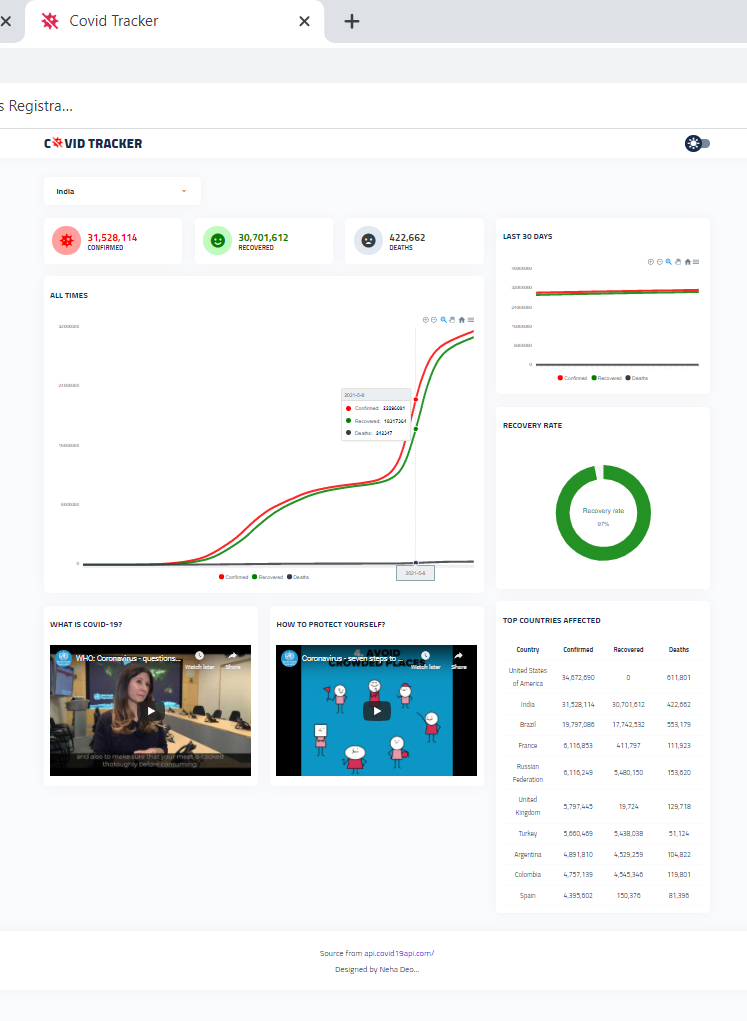 Covid Tracker
s Registra...
COVID TRACKER
India
31,528,114
CONFIRMED
30,701,612
RECOVERED
422,662
DEATHS
ALL TIMES
2021-5-8
Confirmed:
Recovered:
Deaths: 242347
0
2021-5-8
Confirmed Recovered Deaths
LAST 30 DAYS
0
Confirmed Recovered Deaths
RECOVERY RATE
Recovery rate
97%
WHAT IS COVID-19?
WHO: Coronavirus - questions...
Watch later
Share
and also to make sure that your meat is cooked
thoroughly before consuming.
HOW TO PROTECT YOURSELF?
4. AVOID
CROWDED PLACES
Coronavirus - seven steps to ...
Watch later
Share
TOP COUNTRIES AFFECTED
Country Confirmed Recovered Deaths
United States of America 34,672,690 0 611,801
India 31,528,114 30,701,612 422,662
Brazil 19,797,086 17,742,532 553,179
France 6,116,853 411,797 111,923
Russian Federation 6,116,249 5,480,150 153,620
United Kingdom 5,797,445 19,724 129,718
Turkey 5,660,469 5,438,038 51,124
Argentina 4,891,810 4,529,259 104,822
Colombia 4,757,139 4,545,346 119,801
Spain 4,395,602 150,376 81,396
Source from api.covid19api.com/
Designed by Neha Deo...